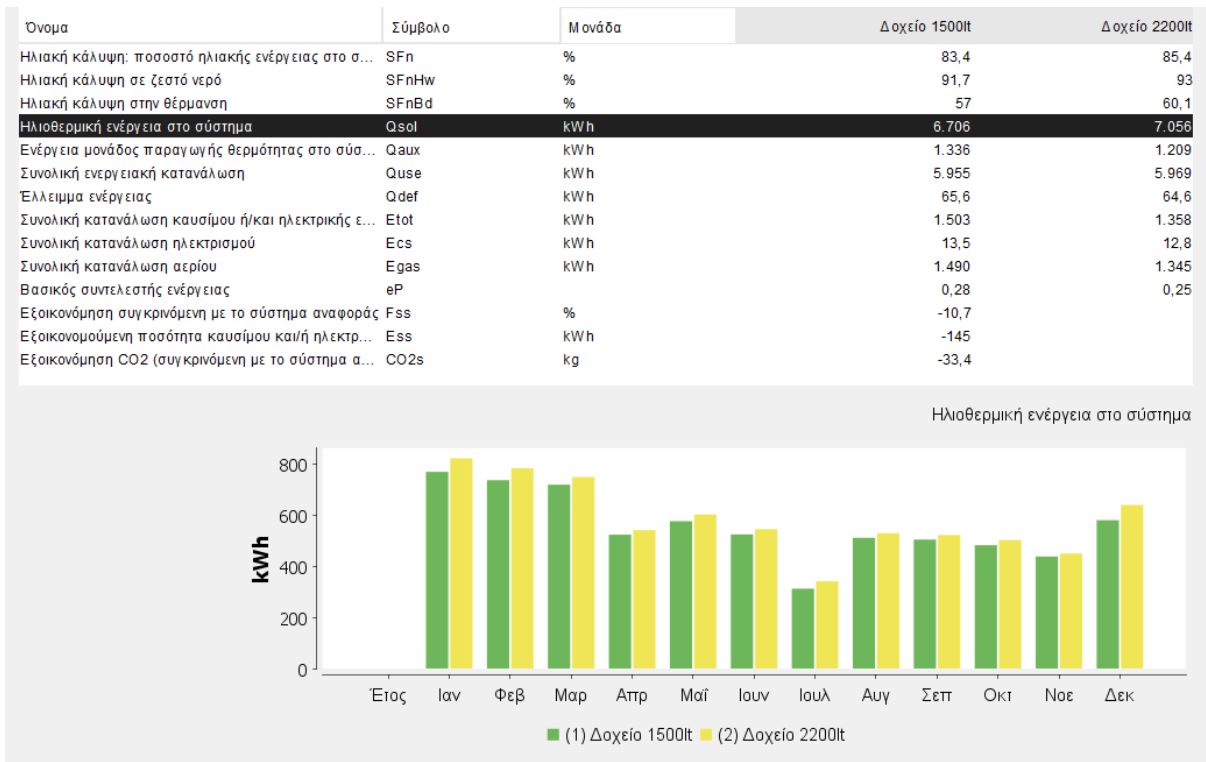 Όνομα Σύμβολο Μονάδα Δοχείο 1500lt Δοχείο 2200lt
Ηλιακή κάλυψη: ποσοστό ηλιακής ενέργειας στο σ... SFn % 83,4 85,4
Ηλιακή κάλυψη σε ζεστό νερό SFnHw % 91,7 93
Ηλιακή κάλυψη στην θέρμανση SFnBd % 57 60,1
Ηλιοθερμική ενέργεια στο σύστημα Qsol kWh 6.706 7.056
Ενέργεια μονάδος παραγωγής θερμότητας στο σύσ... Qaux kWh 1.336 1.209
Συνολική ενεργειακή κατανάλωση Quse kWh 5.955 5.969
Έλλειμμα ενέργειας Qdef kWh 65,6 64,6
Συνολική κατανάλωση καυσίμου ή/και ηλεκτρικής ε... Etot kWh 1.503 1.358
Συνολική κατανάλωση ηλεκτρισμού Ecs kWh 13,5 12,8
Συνολική κατανάλωση αερίου Egas kWh 1.490 1.345
Βασικός συντελεστής ενέργειας eP 0,28 0,25
Εξοικονόμηση συγκρινόμενη με το σύστημα αναφοράς Fss % -10,7
Εξοικονομούμενη ποσότητα καυσίμου και/ή ηλεκτρ... Ess kWh -145
Εξοικονόμηση CO2 (συγκρινόμενη με το σύστημα α... CO2s kg -33,4
Ηλιοθερμική ενέργεια στο σύστημα
kWh
800
600
400
200
0
Έτος Ιαν Φεβ Μαρ Απρ Μαΐ Ιουν Ιουλ Αυγ Σεπ Οκτ Νοε Δεκ
(1) Δοχείο 1500lt (2) Δοχείο 2200lt